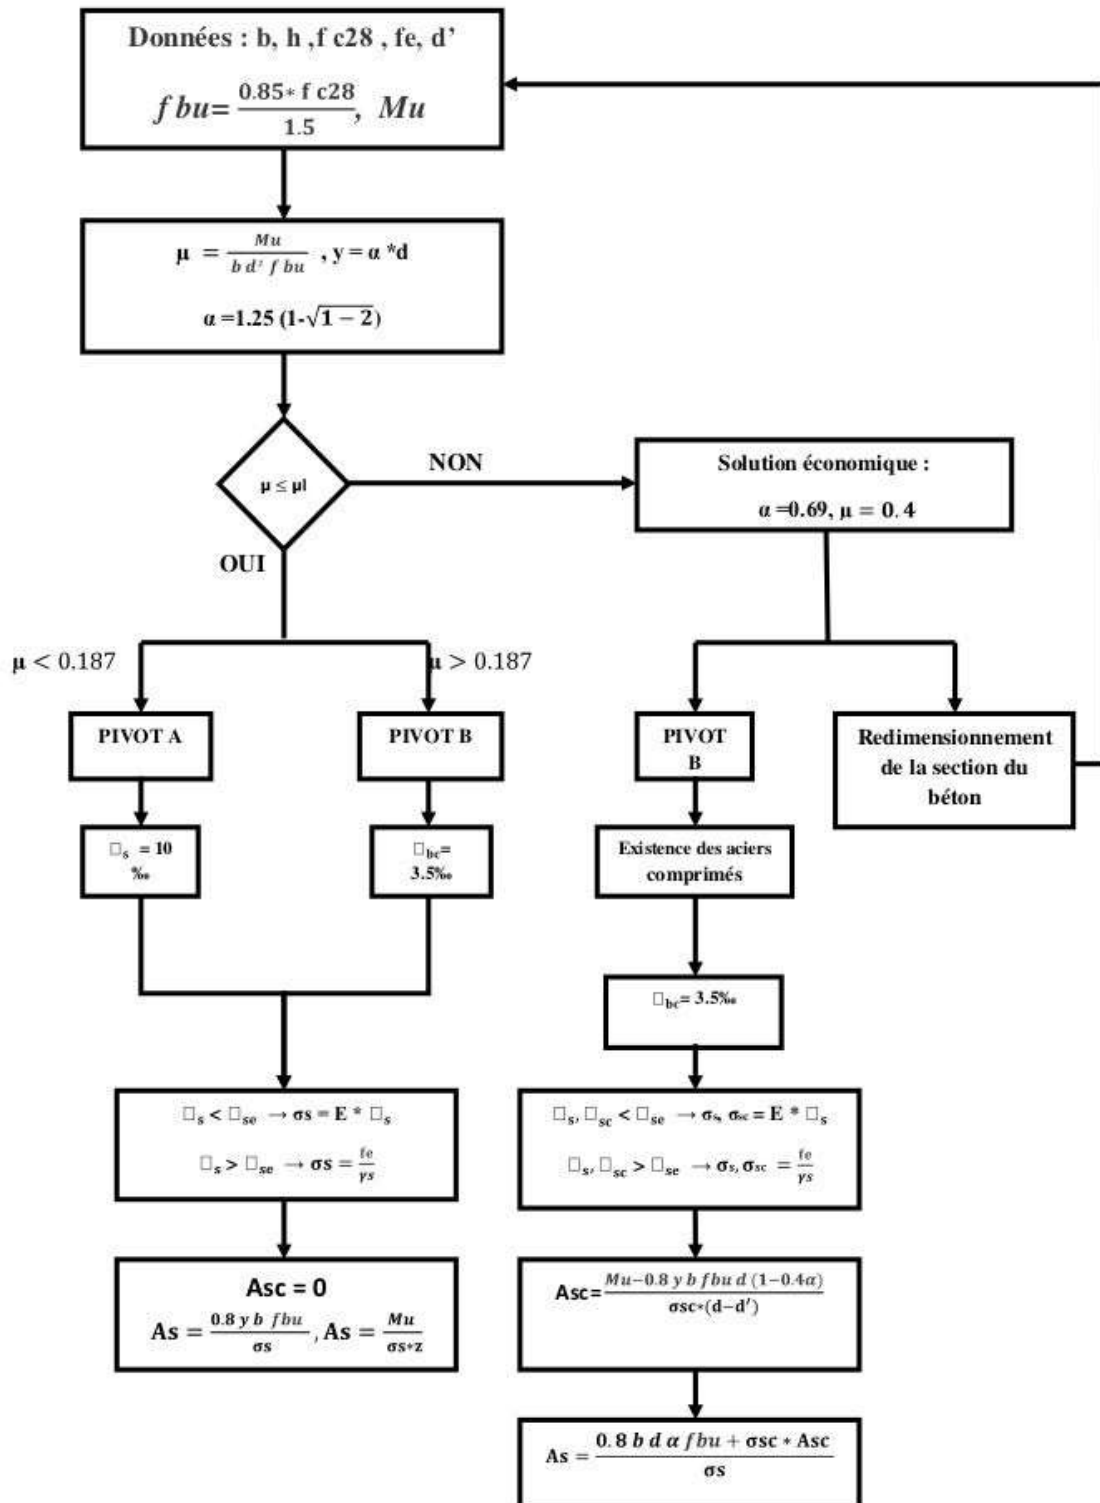 Données : b, h ,f c28 , fe, d’
f bu= 0.85* f c28 / 1.5 , Mu
μ = Mu / b d² f bu , y = α *d
α =1.25 (1-√1 − 2)
μ ≤ μl
NON
Solution économique :
α =0.69, μ = 0. 4
OUI
μ < 0.187
μ > 0.187
PIVOT A
PIVOT B
PIVOT
B
Redimensionnement
de la section du
béton
□s = 10
‰
□bc=
3.5‰
Existence des aciers
comprimés
□bc= 3.5‰
□s < □se → σs = E * □s
□s > □se → σs = fe / γs
□s, □sc < □se → σs, σsc = E * □s
□s, □sc > □se → σs, σsc = fe / γs
Asc = 0
As = 0.8 y b fbu / σs , As = Mu / σs*z
Asc= Mu−0.8 y b fbu d (1−0.4α) / σsc*(d−d′)
As = 0. 8 b d α fbu + σsc * Asc / σs